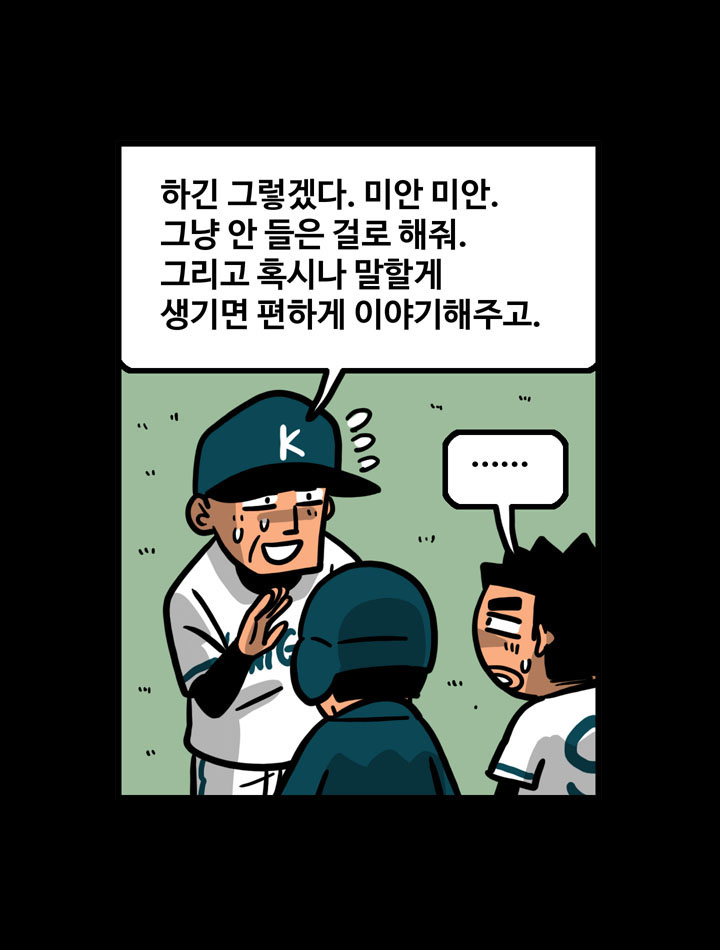 하긴 그렇겠다. 미안 미안.
그냥 안 들은 걸로 해줘.
그리고 혹시나 말할게
생기면 편하게 이야기해주고.
K
......